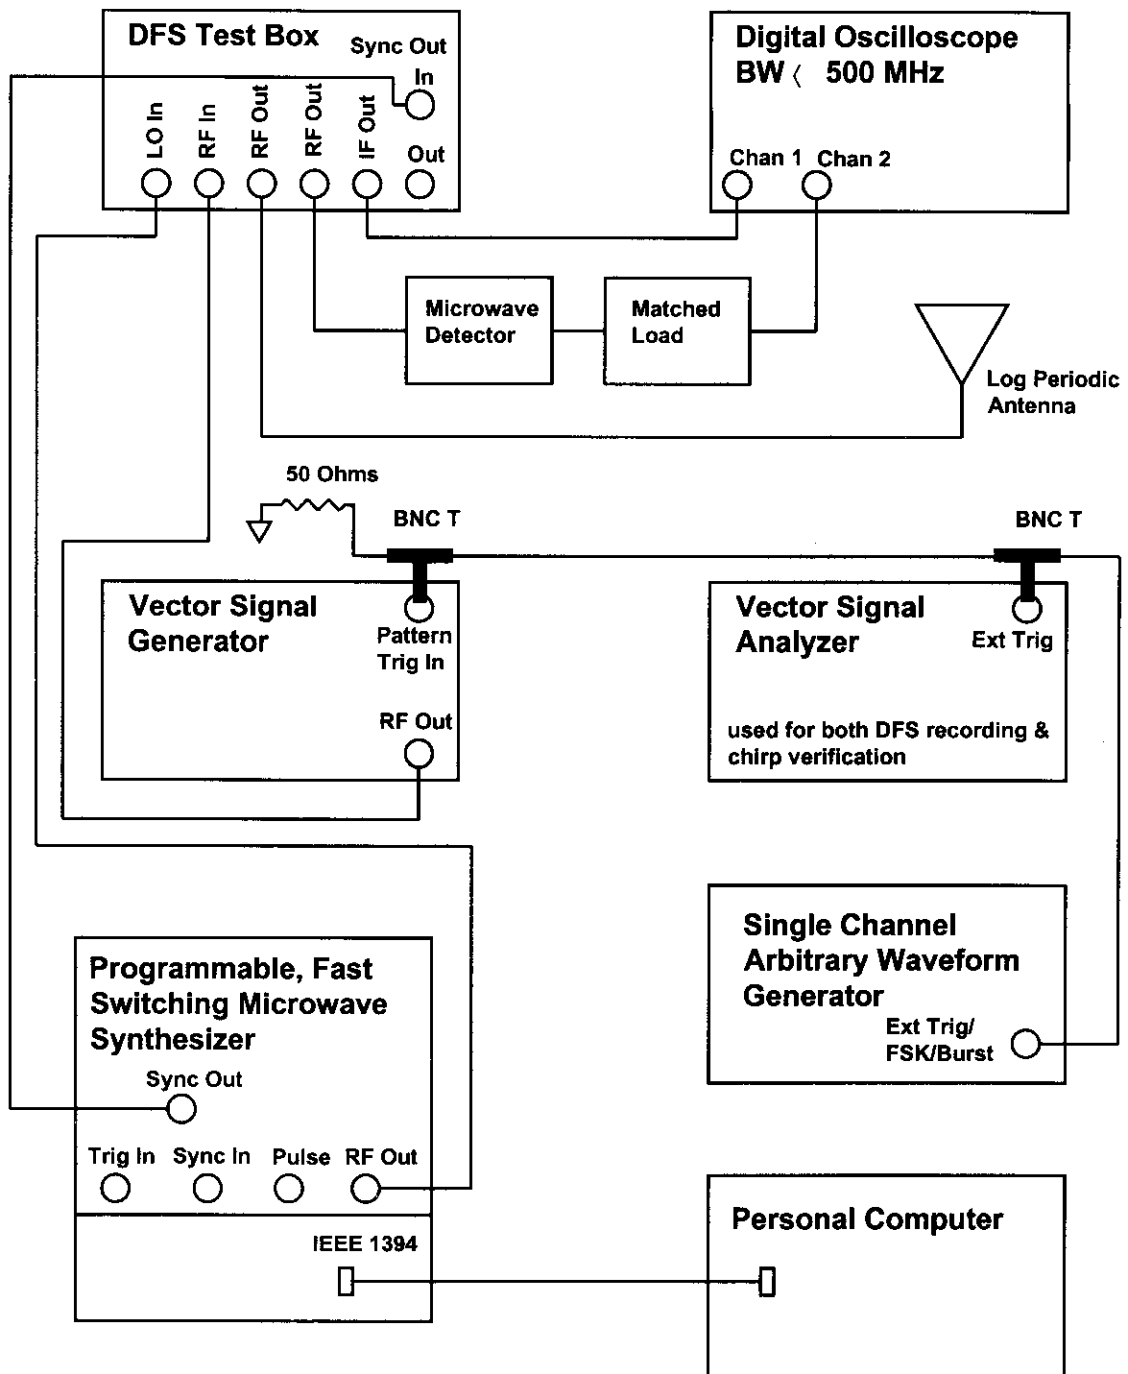 DFS Test Box
Sync Out
In
LO In
RF In
RF Out
RF Out
IF Out
Out
Digital Oscilloscope
BW < 500 MHz
Chan 1
Chan 2
Microwave
Detector
Matched
Load
Log Periodic
Antenna
50 Ohms
BNC T
BNC T
Vector Signal
Generator
Pattern
Trig In
RF Out
Vector Signal
Analyzer
Ext Trig
used for both DFS recording &
chirp verification
Single Channel
Arbitrary Waveform
Generator
Ext Trig/
FSK/Burst
Programmable, Fast
Switching Microwave
Synthesizer
Sync Out
Trig In
Sync In
Pulse
RF Out
IEEE 1394
Personal Computer